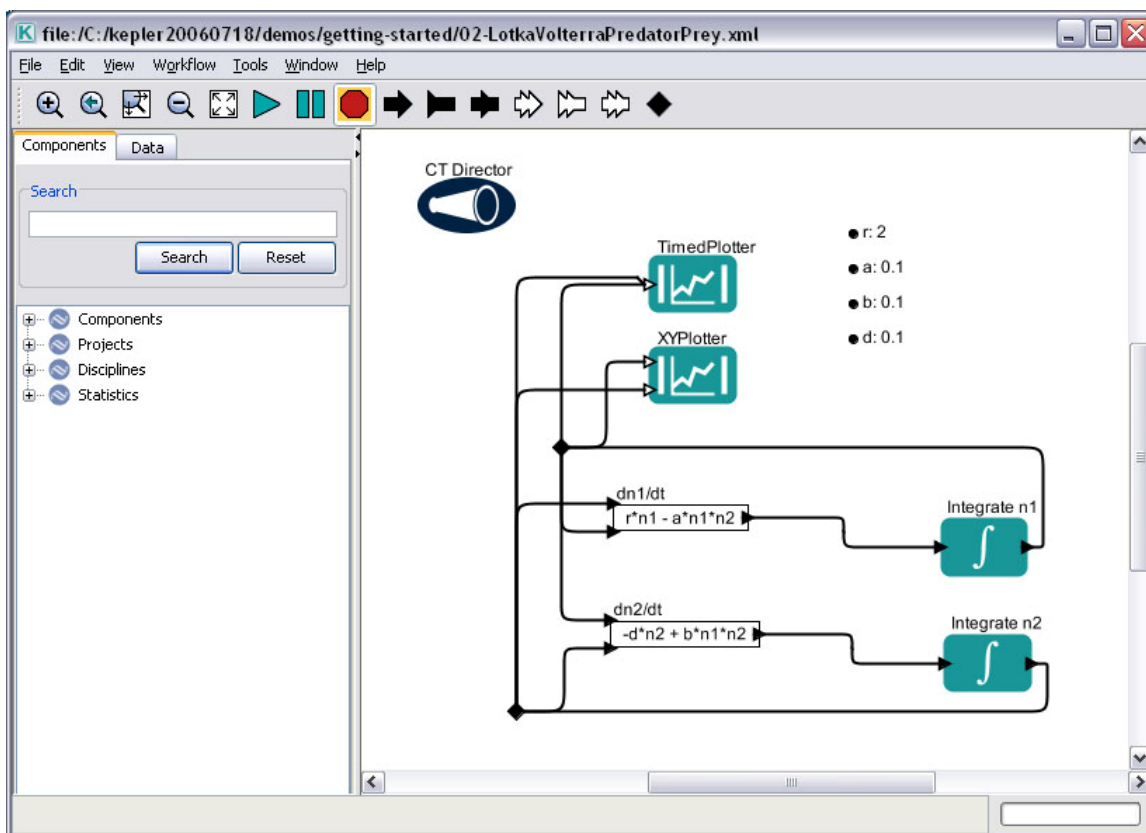 file:/C:/kepler20060718/demos/getting-started/02-LotkaVolterraPredatorPrey.xml
File Edit View Workflow Tools Window Help
Components Data
Search
Search Reset
Components
Projects
Disciplines
Statistics
CT Director
TimedPlotter
XYPlotter
r: 2
a: 0.1
b: 0.1
d: 0.1
dn1/dt
r*n1 - a*n1*n2
Integrate n1
dn2/dt
-d*n2 + b*n1*n2
Integrate n2